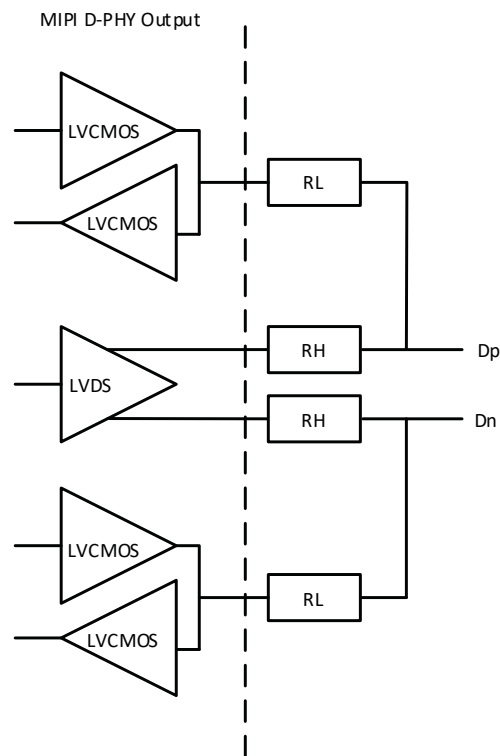 MIPI D-PHY Output
LVCMOS
RL
LVCMOS
RH
Dp
LVDS
RH
Dn
LVCMOS
RL
LVCMOS